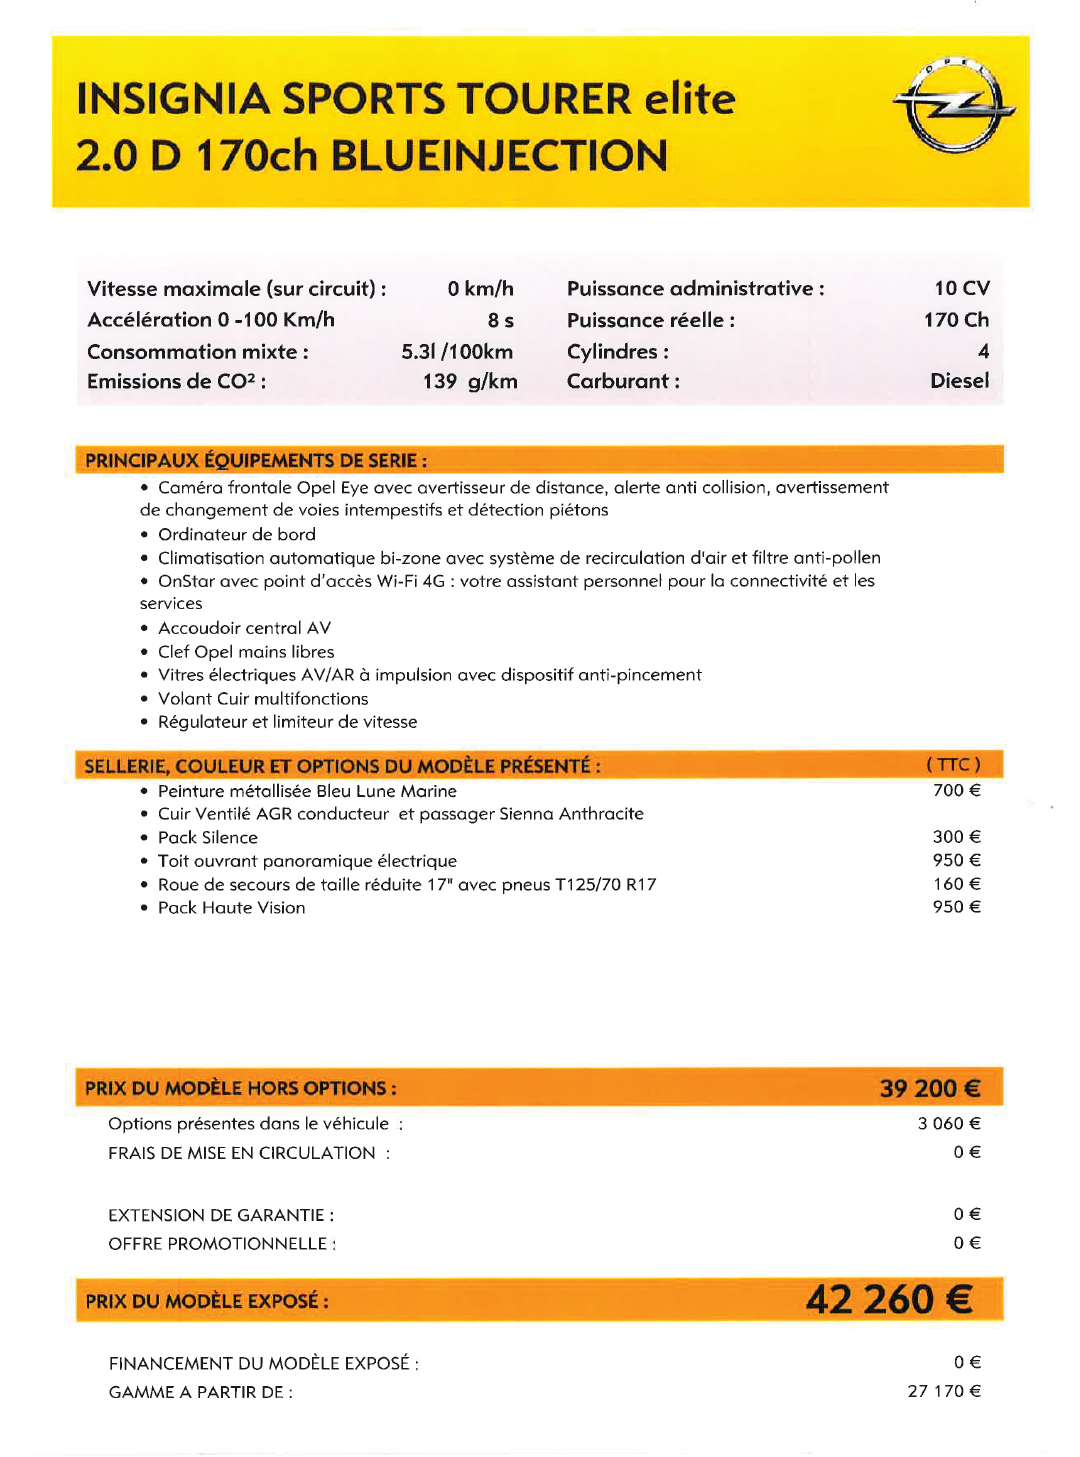 INSIGNIA SPORTS TOURER elite
2.0 D 170ch BLUEINJECTION
OPEL
Vitesse maximale (sur circuit) : 0 km/h Puissance administrative : 10 CV
Accélération 0 -100 Km/h 8 s Puissance réelle : 170 Ch
Consommation mixte : 5.3l /100km Cylindres : 4
Emissions de CO² : 139 g/km Carburant : Diesel
PRINCIPAUX ÉQUIPEMENTS DE SERIE :
• Caméra frontale Opel Eye avec avertisseur de distance, alerte anti collision, avertissement
de changement de voies intempestifs et détection piétons
• Ordinateur de bord
• Climatisation automatique bi-zone avec système de recirculation d'air et filtre anti-pollen
• OnStar avec point d'accès Wi-Fi 4G : votre assistant personnel pour la connectivité et les
services
• Accoudoir central AV
• Clef Opel mains libres
• Vitres électriques AV/AR à impulsion avec dispositif anti-pincement
• Volant Cuir multifonctions
• Régulateur et limiteur de vitesse
SELLERIE, COULEUR ET OPTIONS DU MODÈLE PRÉSENTÉ : ( TTC )
• Peinture métallisée Bleu Lune Marine 700 €
• Cuir Ventilé AGR conducteur et passager Sienna Anthracite
• Pack Silence 300 €
• Toit ouvrant panoramique électrique 950 €
• Roue de secours de taille réduite 17" avec pneus T125/70 R17 160 €
• Pack Haute Vision 950 €
PRIX DU MODÈLE HORS OPTIONS : 39 200 €
Options présentes dans le véhicule : 3 060 €
FRAIS DE MISE EN CIRCULATION : 0 €
EXTENSION DE GARANTIE : 0 €
OFFRE PROMOTIONNELLE : 0 €
PRIX DU MODÈLE EXPOSÉ : 42 260 €
FINANCEMENT DU MODÈLE EXPOSÉ : 0 €
GAMME A PARTIR DE : 27 170 €